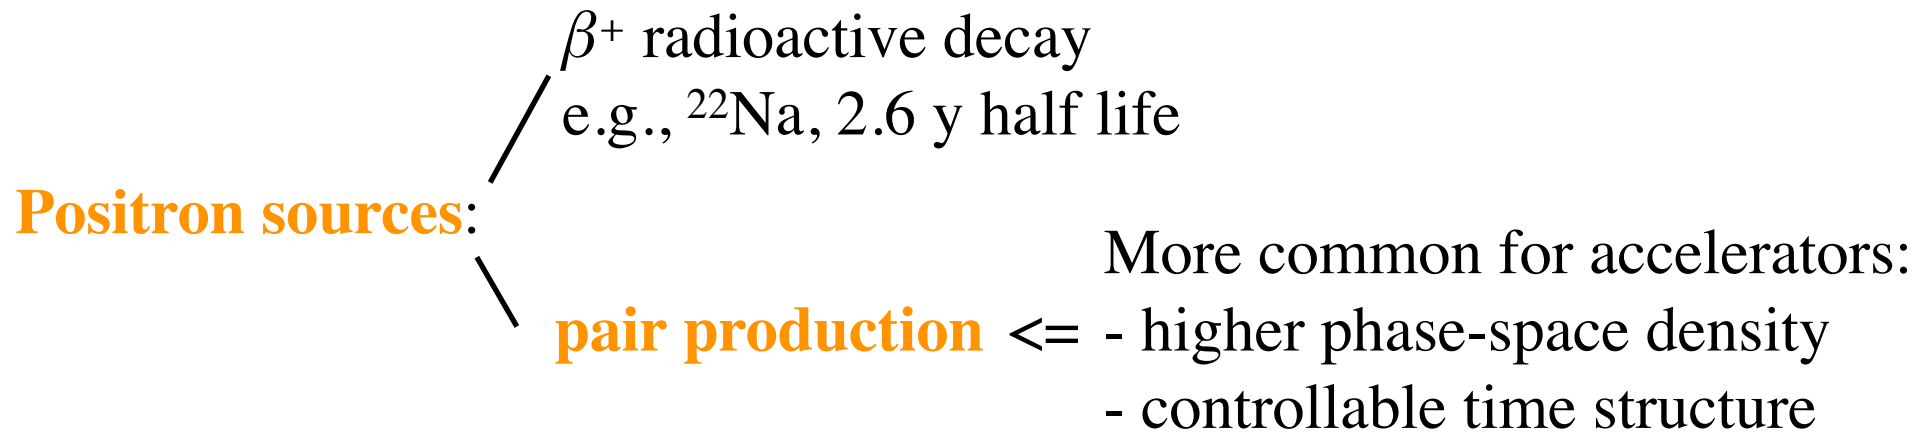 β⁺ radioactive decay
e.g., ²²Na, 2.6 y half life
Positron sources:
More common for accelerators:
pair production <= - higher phase-space density
- controllable time structure